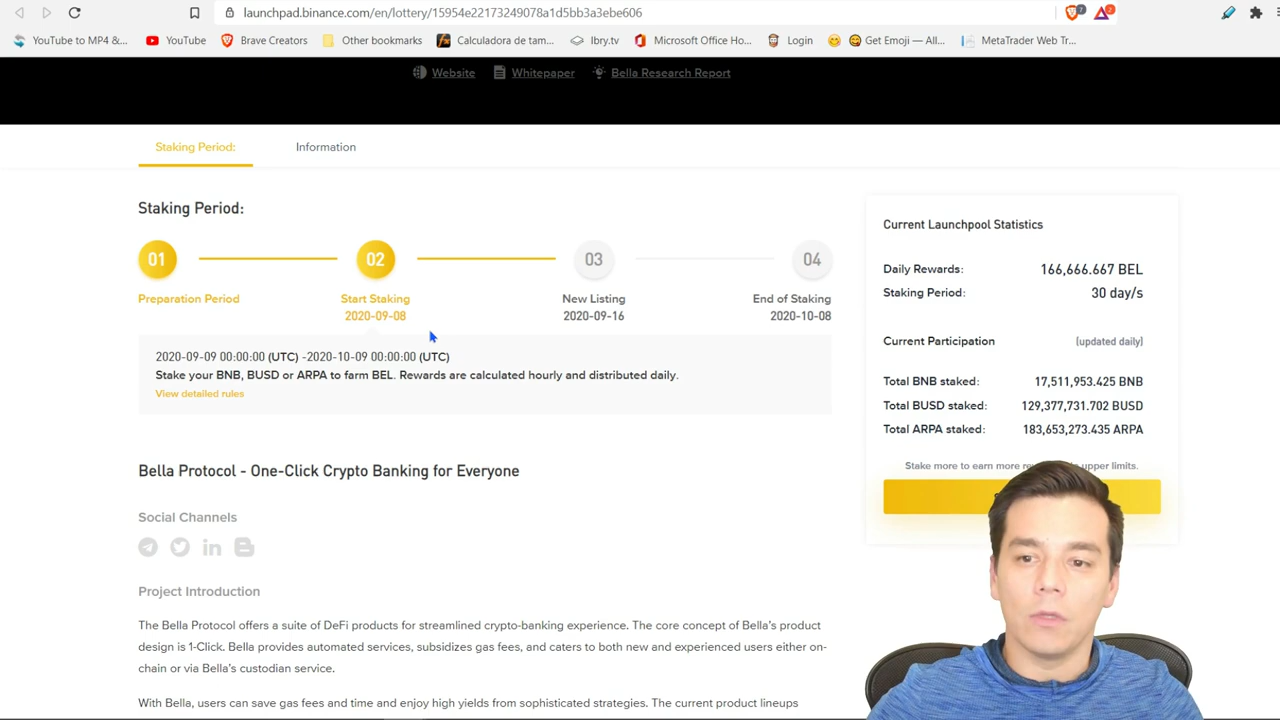 launchpad.binance.com/en/lottery/15954e22173249078a1d5bb3a3ebe606
7
2
YouTube to MP4 &...
YouTube
Brave Creators
Other bookmarks
Calculadora de tam...
lbry.tv
Microsoft Office Ho...
Login
Get Emoji — All...
MetaTrader Web Tr...
Website
Whitepaper
Bella Research Report
Staking Period:
Information
Staking Period:
01
02
03
04
Preparation Period
Start Staking
New Listing
End of Staking
2020-09-08
2020-09-16
2020-10-08
2020-09-09 00:00:00 (UTC) -2020-10-09 00:00:00 (UTC)
Stake your BNB, BUSD or ARPA to farm BEL. Rewards are calculated hourly and distributed daily.
View detailed rules
Current Launchpool Statistics
Daily Rewards: 166,666.667 BEL
Staking Period: 30 day/s
Current Participation (updated daily)
Total BNB staked: 17,511,953.425 BNB
Total BUSD staked: 129,377,731.702 BUSD
Total ARPA staked: 183,653,273.435 ARPA
Stake more to earn more upper limits.
Bella Protocol - One-Click Crypto Banking for Everyone
Social Channels
Project Introduction
The Bella Protocol offers a suite of DeFi products for streamlined crypto-banking experience. The core concept of Bella's product
design is 1-Click. Bella provides automated services, subsidizes gas fees, and caters to both new and experienced users either on-
chain or via Bella's custodian service.
With Bella, users can save gas fees and time and enjoy high yields from sophisticated strategies. The current product lineups